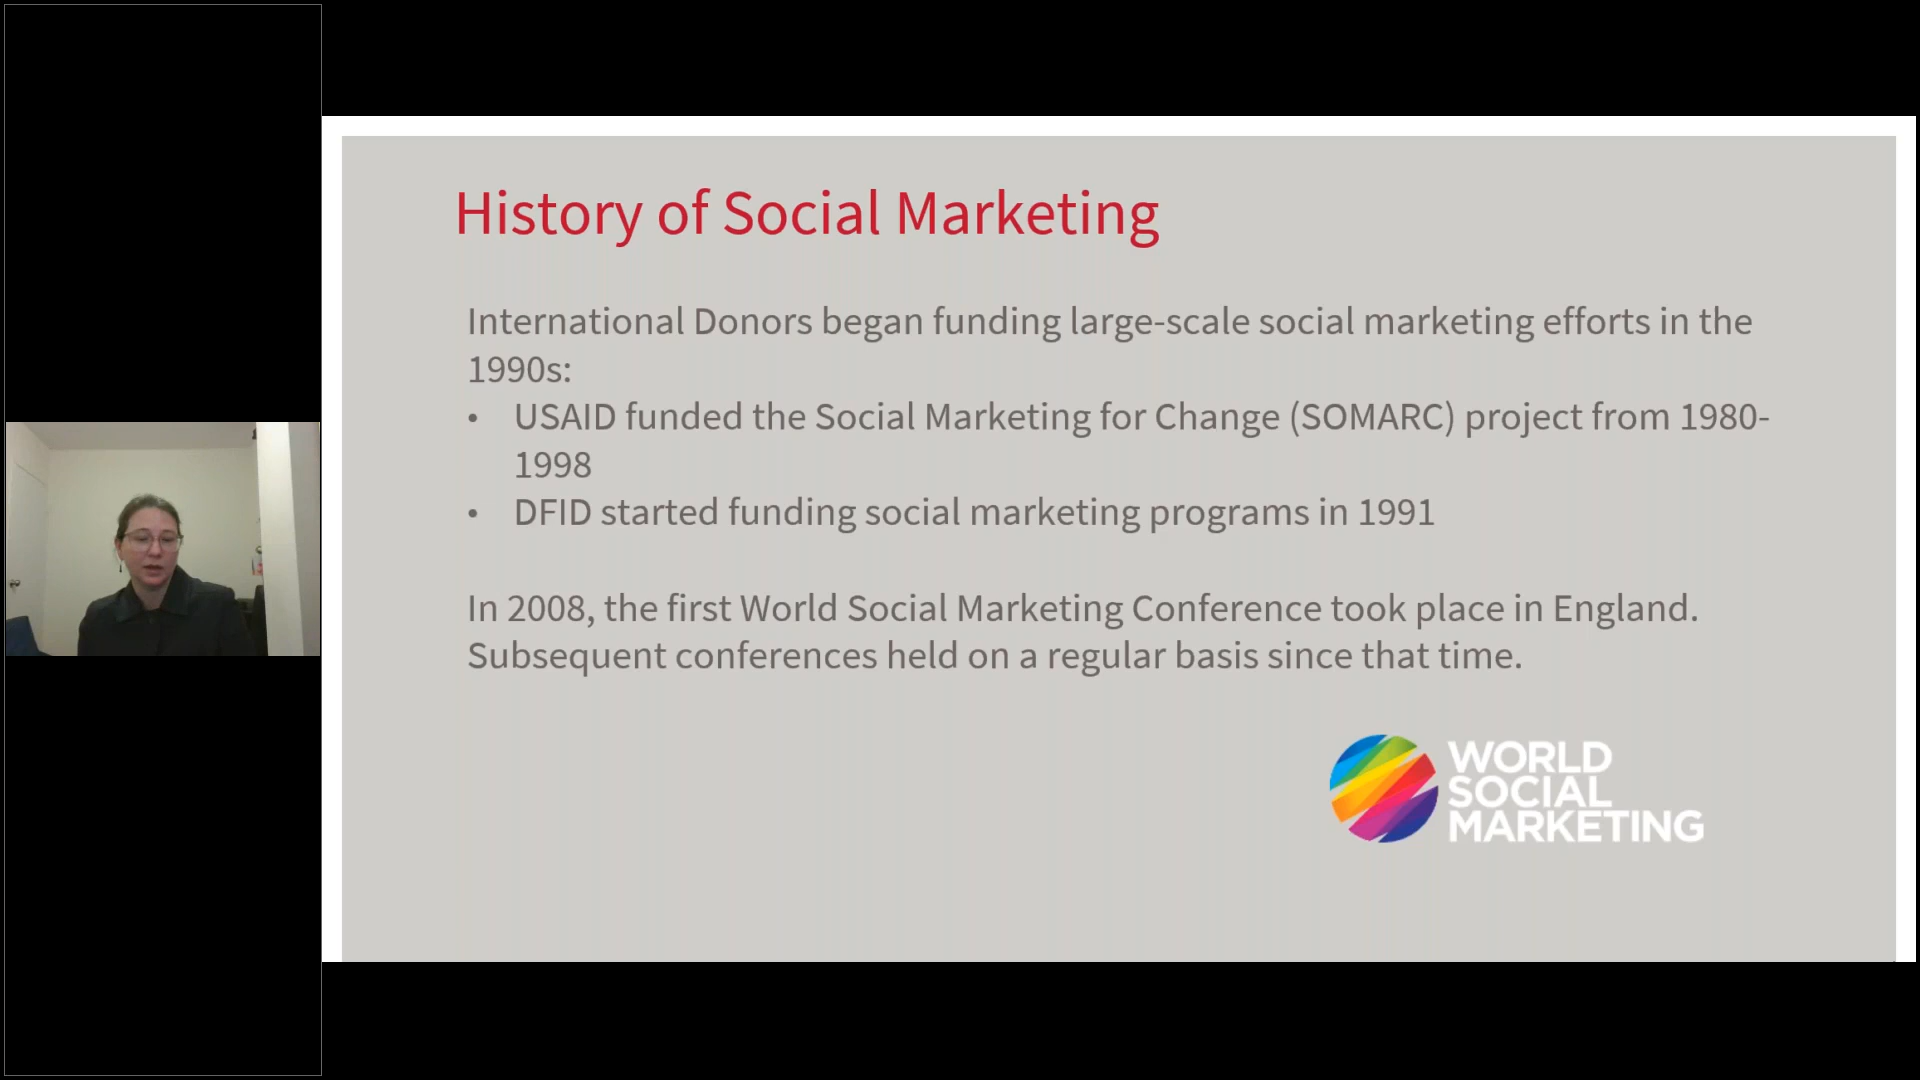 History of Social Marketing
International Donors began funding large-scale social marketing efforts in the
1990s:
• USAID funded the Social Marketing for Change (SOMARC) project from 1980-
1998
• DFID started funding social marketing programs in 1991
In 2008, the first World Social Marketing Conference took place in England.
Subsequent conferences held on a regular basis since that time.
WORLD
SOCIAL
MARKETING